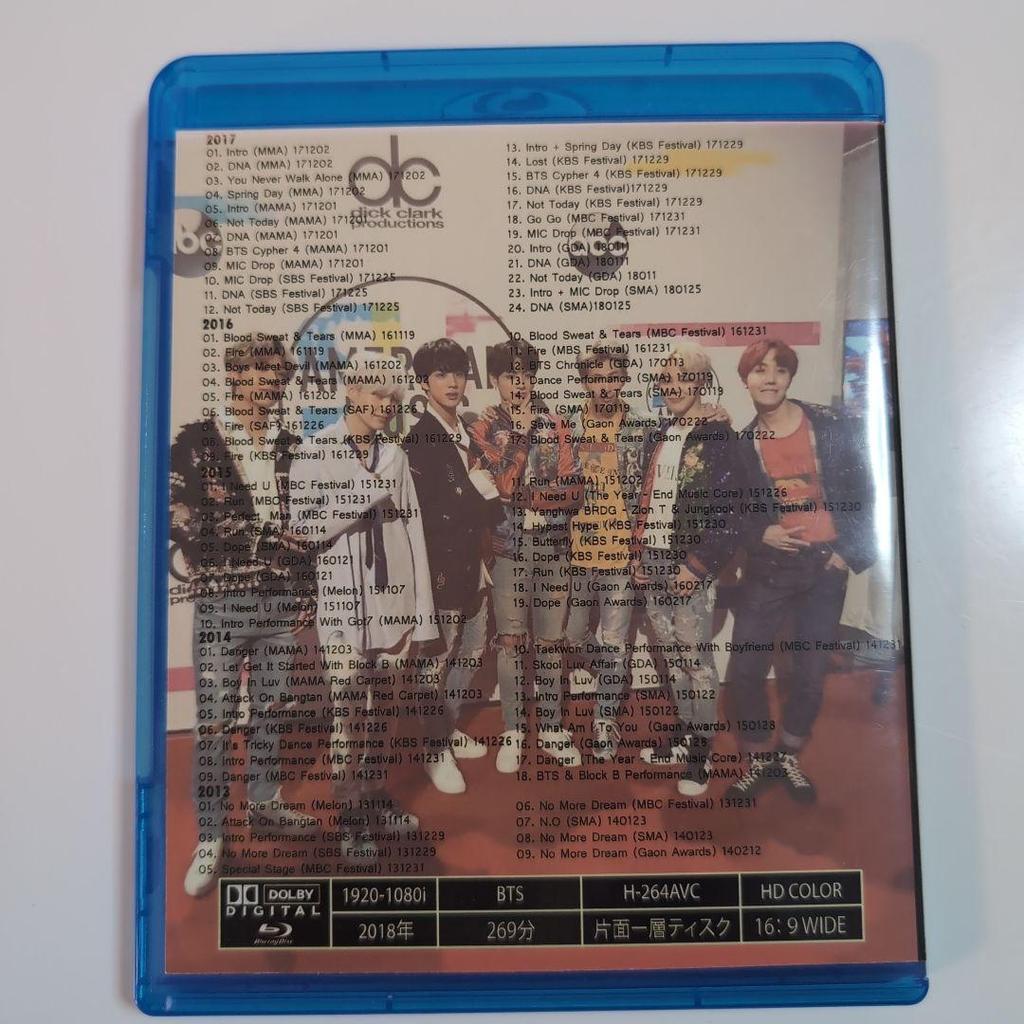 2017
01. Intro (MMA) 171202
02. DNA (MMA) 171202
03. You Never Walk Alone (MMA) 171202
04. Spring Day (MMA) 171202
05. Intro (MAMA) 171201
06. Not Today (MAMA) 171201
07. DNA (MAMA) 171201
08. BTS Cypher 4 (MAMA) 171201
09. MIC Drop (MAMA) 171201
10. MIC Drop (SBS Festival) 171225
11. DNA (SBS Festival) 171225
12. Not Today (SBS Festival) 171225
13. Intro + Spring Day (KBS Festival) 171229
14. Lost (KBS Festival) 171229
15. BTS Cypher 4 (KBS Festival) 171229
16. DNA (KBS Festival)171229
17. Not Today (KBS Festival) 171229
18. Go Go (MBC Festival) 171231
19. MIC Drop (MBC Festival) 171231
20. Intro (GDA) 18011
21. DNA (GDA) 18011
22. Not Today (GDA) 18011
23. Intro + MIC Drop (SMA) 180125
24. DNA (SMA)180125
dc
dick clark
productions
2016
01. Blood Sweat & Tears (MMA) 161119
02. Fire (MMA) 161119
03. Boys Meet Devil (MAMA) 161202
04. Blood Sweat & Tears (MAMA) 161202
05. Fire (MAMA) 161202
06. Blood Sweat & Tears (SAF) 161226
07. Fire (SAF) 161226
08. Blood Sweat & Tears (KBS Festival) 161229
09. Fire (KBS Festival) 161229
10. Blood Sweat & Tears (MBC Festival) 161231
11. Fire (MBS Festival) 161231
12. BTS Chronicle (GDA) 170113
13. Dance Performance (SMA) 170119
14. Blood Sweat & Tears (SMA) 170119
15. Fire (SMA) 170119
16. Save Me (Gaon Awards) 170222
17. Blood Sweat & Tears (Gaon Awards) 170222
2015
01. I Need U (MBC Festival) 151231
02. Run (MBC Festival) 151231
03. Perfect Man (MBC Festival) 151231
04. Run (SMA) 160114
05. Dope (SMA) 160114
06. I Need U (GDA) 160121
07. Dope (GDA) 160121
08. Intro Performance (Melon) 151107
09. I Need U (Melon) 151107
10. Intro Performance With Got7 (MAMA) 151202
11. Run (MAMA) 151202
12. I Need U (The Year - End Music Core) 151226
13. Yanghwa BRDG - Zion T & Jungkook (KBS Festival) 151230
14. Hypest Hype (KBS Festival) 151230
15. Butterfly (KBS Festival) 151230
16. Dope (KBS Festival) 151230
17. Run (KBS Festival) 151230
18. I Need U (Gaon Awards) 160217
19. Dope (Gaon Awards) 160217
2014
01. Danger (MAMA) 141203
02. Let Get It Started With Block B (MAMA) 141203
03. Boy In Luv (MAMA Red Carpet) 141203
04. Attack On Bangtan (MAMA Red Carpet) 141203
05. Intro Performance (KBS Festival) 141226
06. Danger (KBS Festival) 141226
07. It's Tricky Dance Performance (KBS Festival) 141226
08. Intro Performance (MBC Festival) 141231
09. Danger (MBC Festival) 141231
10. Taekwon Dance Performance With Boyfriend (MBC Festival) 141231
11. Skool Luv Affair (GDA) 150114
12. Boy In Luv (GDA) 150114
13. Intro Performance (SMA) 150122
14. Boy In Luv (SMA) 150122
15. What Am I To You (Gaon Awards) 150128
16. Danger (Gaon Awards) 150128
17. Danger (The Year - End Music Core) 141227
18. BTS & Block B Performance (MAMA) 141203
2013
01. No More Dream (Melon) 131114
02. Attack On Bangtan (Melon) 131114
03. Intro Performance (SBS Festival) 131229
04. No More Dream (SBS Festival) 131229
05. Special Stage (MBC Festival) 131231
06. No More Dream (MBC Festival) 131231
07. N.O (SMA) 140123
08. No More Dream (SMA) 140123
09. No More Dream (Gaon Awards) 140212
DOLBY
DIGITAL
Blu-ray Disc
1920-1080i
BTS
H-264AVC
HD COLOR
2018年
269分
片面一層ディスク
16:9 WIDE